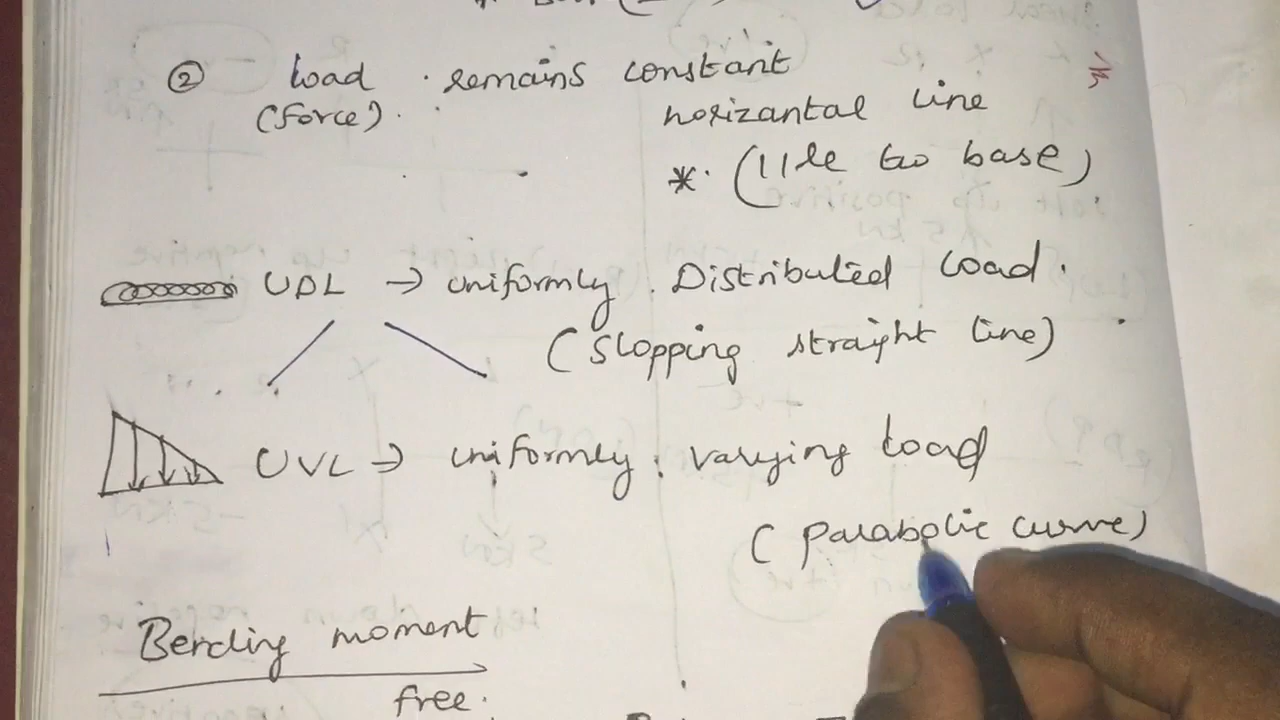 ② Load remains constant
(force). horizantal line
*. (11le to base)
UDL → uniformly Distributed Load.
(Slopping straight line)
UVL → uniformly varying Load
(parabolic curve)
Bending moment
free.